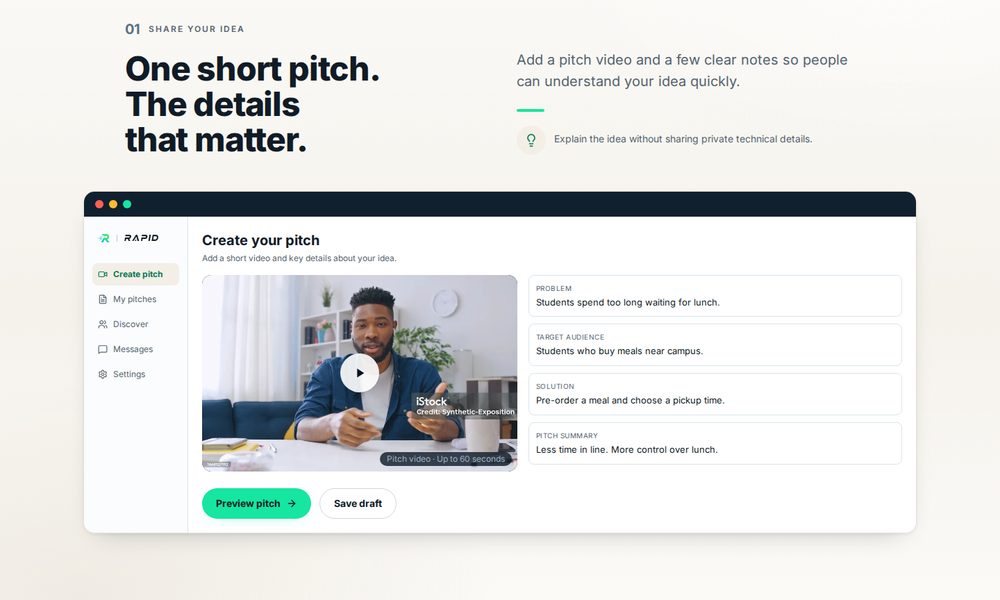 01 SHARE YOUR IDEA
One short pitch.
The details
that matter.
Add a pitch video and a few clear notes so people
can understand your idea quickly.
Explain the idea without sharing private technical details.
RAPID
Create pitch
My pitches
Discover
Messages
Settings
Create your pitch
Add a short video and key details about your idea.
iStock
Credit: Synthetic-Exposition
Pitch video · Up to 60 seconds
PROBLEM
Students spend too long waiting for lunch.
TARGET AUDIENCE
Students who buy meals near campus.
SOLUTION
Pre-order a meal and choose a pickup time.
PITCH SUMMARY
Less time in line. More control over lunch.
Preview pitch
Save draft